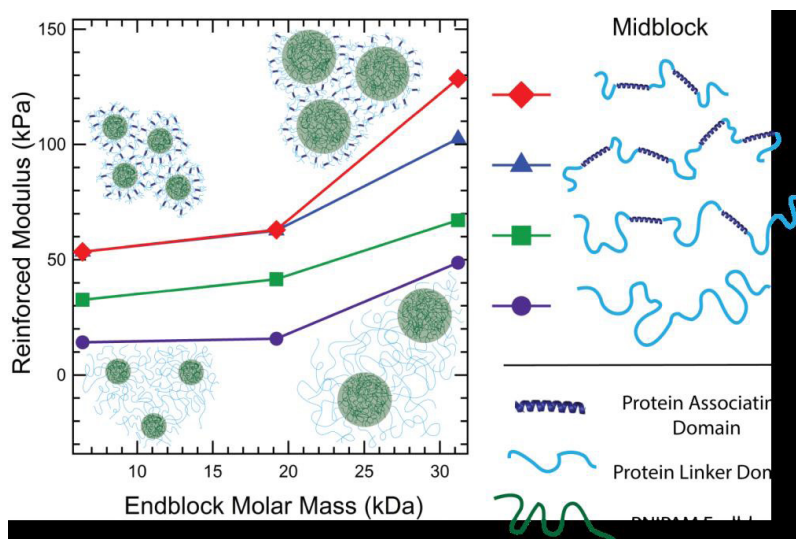 Midblock
Reinforced Modulus (kPa)
150
100
50
0
10
15
20
25
30
Endblock Molar Mass (kDa)
Protein Associatin
Domain
Protein Linker Dom